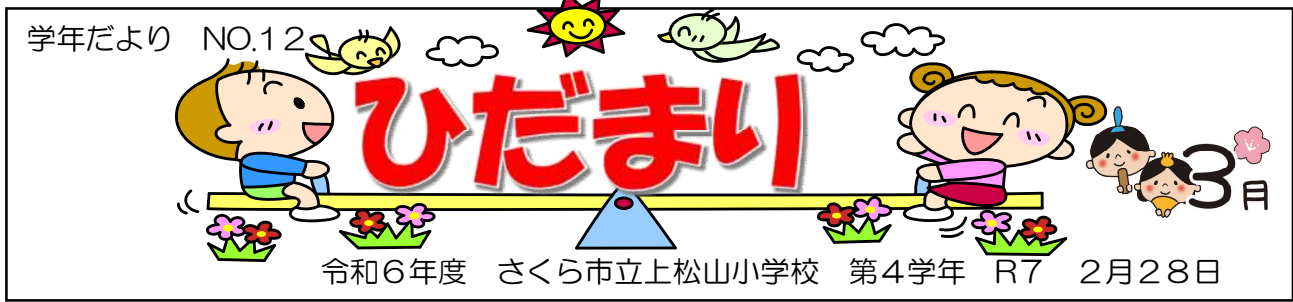 学年だより　NO.12
ひだまり
3月
令和6年度　さくら市立上松山小学校　第4学年　R7　2月28日